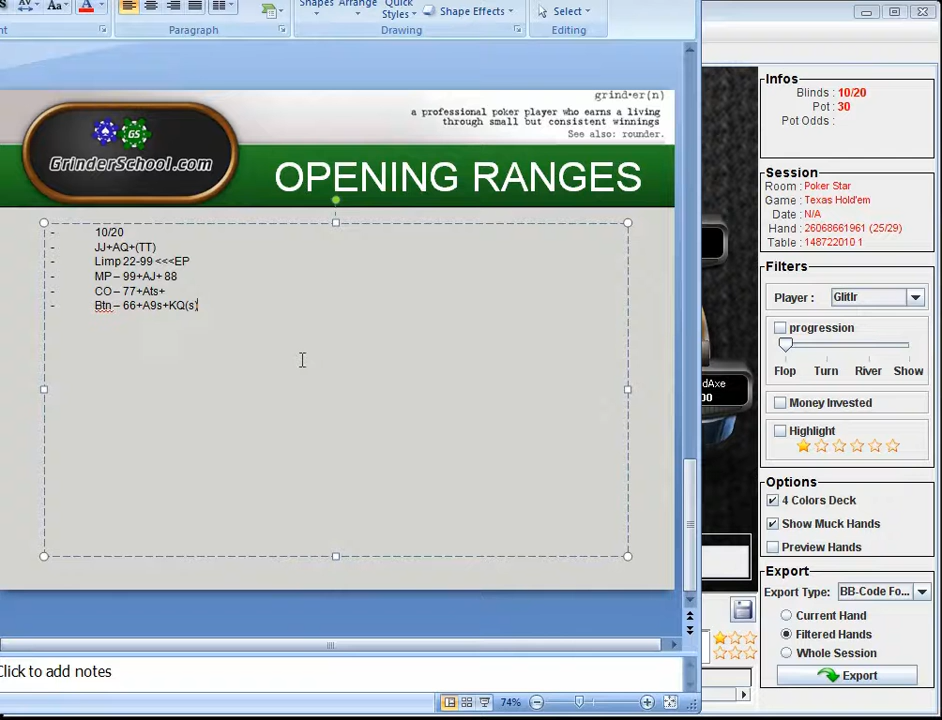 Aa
A
Shapes
Arrange
Quick
Styles
Shape Effects
Select
Paragraph
Drawing
Editing
grind•er(n)
a professional poker player who earns a living
through small but consistent winnings
See also: rounder.
GS
GrinderSchool.com
OPENING RANGES
- 10/20
- JJ+AQ+(TT)
- Limp 22-99 <<<EP
- MP – 99+AJ+ 88
- CO – 77+Ats+
- Btn – 66+A9s+KQ(s)
Click to add notes
74%
Infos
Blinds : 10/20
Pot : 30
Pot Odds :
Session
Room : Poker Star
Game : Texas Hold'em
Date : N/A
Hand : 26068661961 (25/29)
Table : 148722010 1
Filters
Player : Glitlr
progression
Flop Turn River Show
Money Invested
Highlight
Options
4 Colors Deck
Show Muck Hands
Preview Hands
Export
Export Type: BB-Code Fo...
Current Hand
Filtered Hands
Whole Session
Export